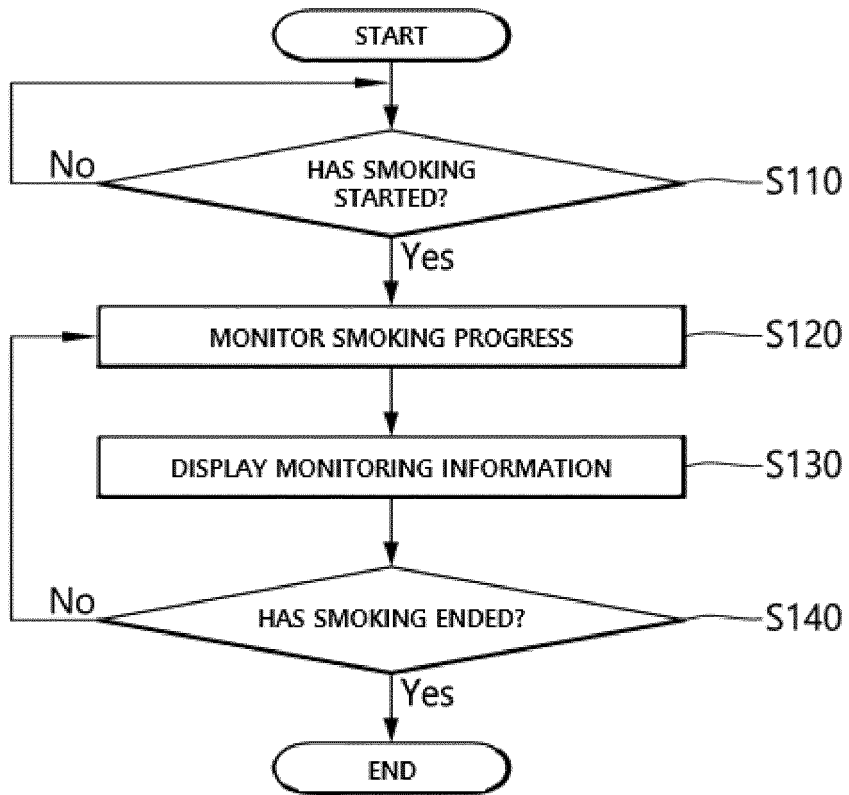 START
No
HAS SMOKING
STARTED?
S110
Yes
MONITOR SMOKING PROGRESS
S120
DISPLAY MONITORING INFORMATION
S130
No
HAS SMOKING ENDED?
S140
Yes
END